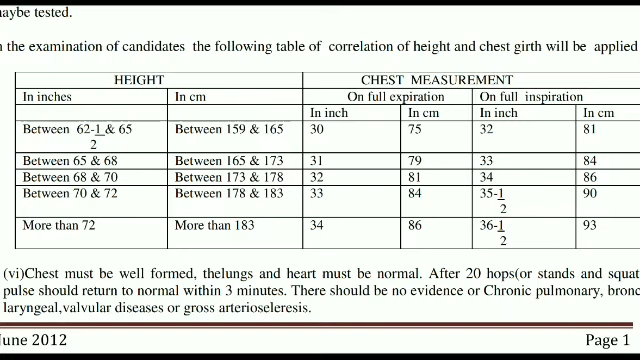 maybe tested.
n the examination of candidates the following table of correlation of height and chest girth will be applied
HEIGHT CHEST MEASUREMENT
In inches In cm On full expiration On full inspiration
In inch In cm In inch In cm
Between 62-1/2 & 65 Between 159 & 165 30 75 32 81
Between 65 & 68 Between 165 & 173 31 79 33 84
Between 68 & 70 Between 173 & 178 32 81 34 86
Between 70 & 72 Between 178 & 183 33 84 35-1/2 90
More than 72 More than 183 34 86 36-1/2 93
(vi)Chest must be well formed, thelungs and heart must be normal. After 20 hops(or stands and squat
pulse should return to normal within 3 minutes. There should be no evidence or Chronic pulmonary, bronc
laryngeal,valvular diseases or gross arterioseleresis.
June 2012 Page 1